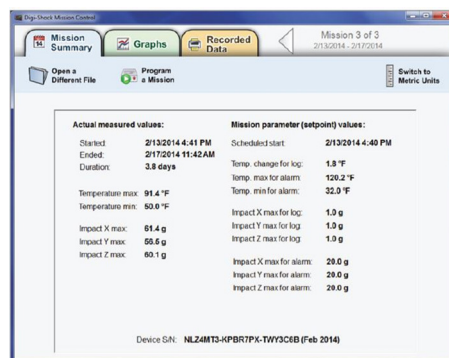 Digi-Shock Mission Control
Mission Summary
Graphs
Recorded Data
Mission 3 of 3
2/13/2014 - 2/17/2014
Open a Different File
Program a Mission
Switch to Metric Units
Actual measured values:
Started: 2/13/2014 4:41 PM
Ended: 2/17/2014 11:42 AM
Duration: 3.8 days
Temperature max: 91.4 °F
Temperature min: 50.0 °F
Impact X max: 61.4 g
Impact Y max: 56.5 g
Impact Z max: 60.1 g
Mission parameter (setpoint) values:
Scheduled start: 2/13/2014 4:40 PM
Temp. change for log: 1.8 °F
Temp. max for alarm: 120.2 °F
Temp. min for alarm: 32.0 °F
Impact X max for log: 1.0 g
Impact Y max for log: 1.0 g
Impact Z max for log: 1.0 g
Impact X max for alarm: 20.0 g
Impact Y max for alarm: 20.0 g
Impact Z max for alarm: 20.0 g
Device S/N: NLZ4MT3-KPBR7PX-TWY3C6B (Feb 2014)